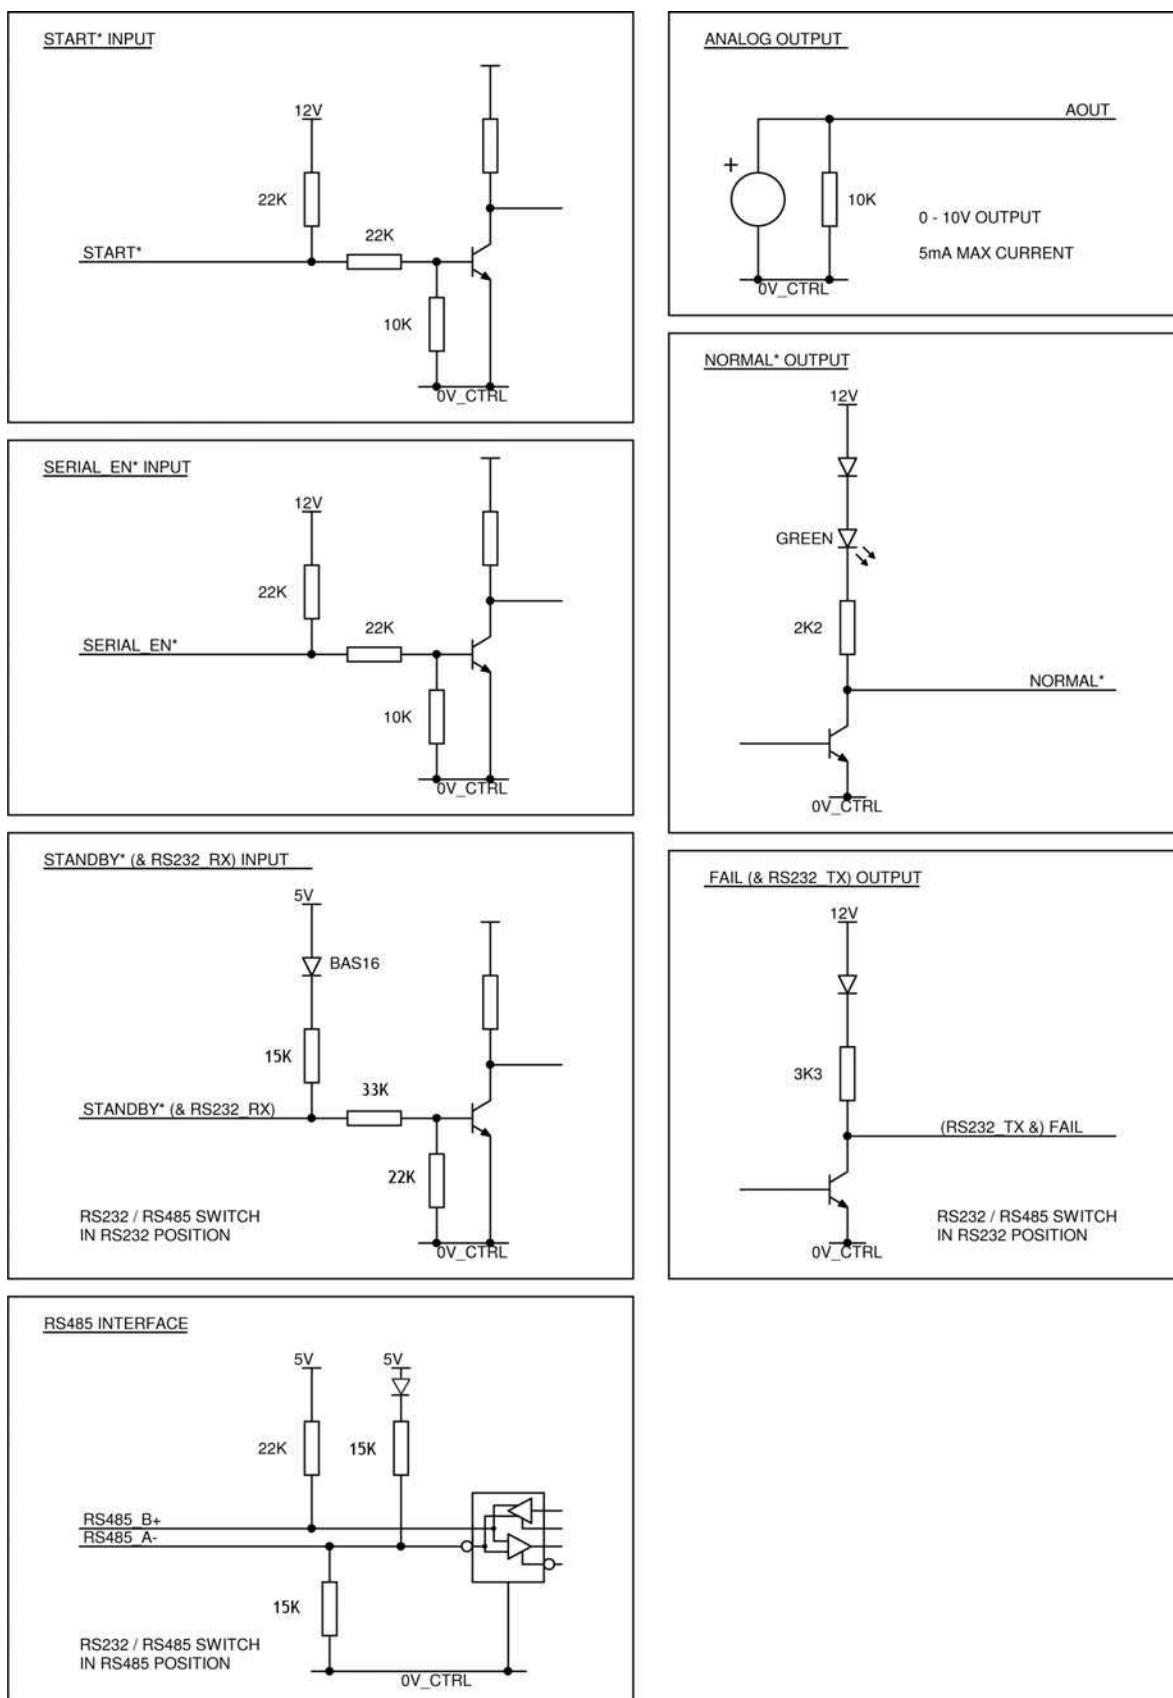 START* INPUT
12V
22K
22K
START*
10K
0V_CTRL
SERIAL_EN* INPUT
12V
22K
22K
SERIAL_EN*
10K
0V_CTRL
STANDBY* (& RS232_RX) INPUT
5V
BAS16
15K
33K
STANDBY* (& RS232_RX)
22K
RS232 / RS485 SWITCH
IN RS232 POSITION
0V_CTRL
RS485 INTERFACE
5V
5V
22K
15K
RS485_B+
RS485_A-
15K
RS232 / RS485 SWITCH
IN RS485 POSITION
0V_CTRL
ANALOG OUTPUT
AOUT
+
10K
0 - 10V OUTPUT
5mA MAX CURRENT
0V_CTRL
NORMAL* OUTPUT
12V
GREEN
2K2
NORMAL*
0V_CTRL
FAIL (& RS232_TX) OUTPUT
12V
3K3
(RS232_TX &) FAIL
RS232 / RS485 SWITCH
IN RS232 POSITION
0V_CTRL